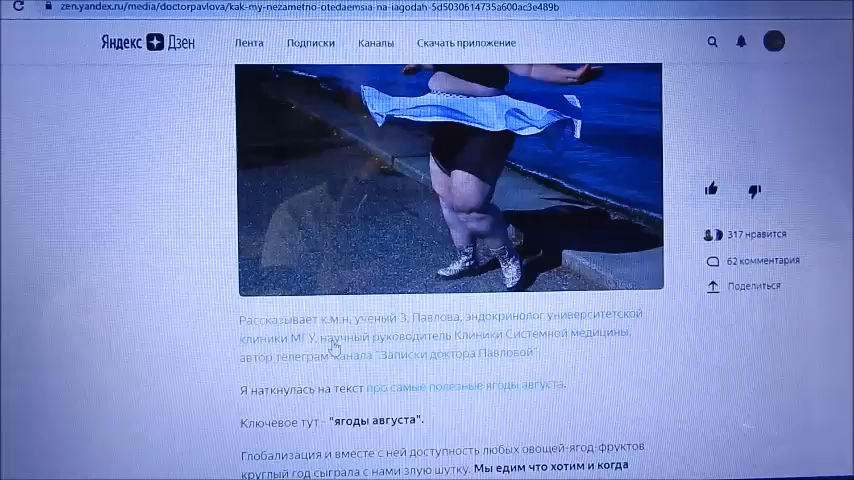 zen.yandex.ru/media/doctorpavlova/kak-my-nezametno-otedaemsia-na-iagodah-5d5030614735a600ac3e489b
Яндекс Дзен Лента Подписки Каналы Скачать приложение
317 нравится
62 комментария
Поделиться
Рассказывает к.м.н, ученый З. Павлова, эндокринолог университетской
клиники МГУ, научный руководитель Клиники Системной медицины,
автор телеграм канала "Записки доктора Павловой"
Я наткнулась на текст про самые полезные ягоды августа.
Ключевое тут - "ягоды августа".
Глобализация и вместе с ней доступность любых овощей-ягод-фруктов
круглый год сыграла с нами злую шутку. Мы едим что хотим и когда